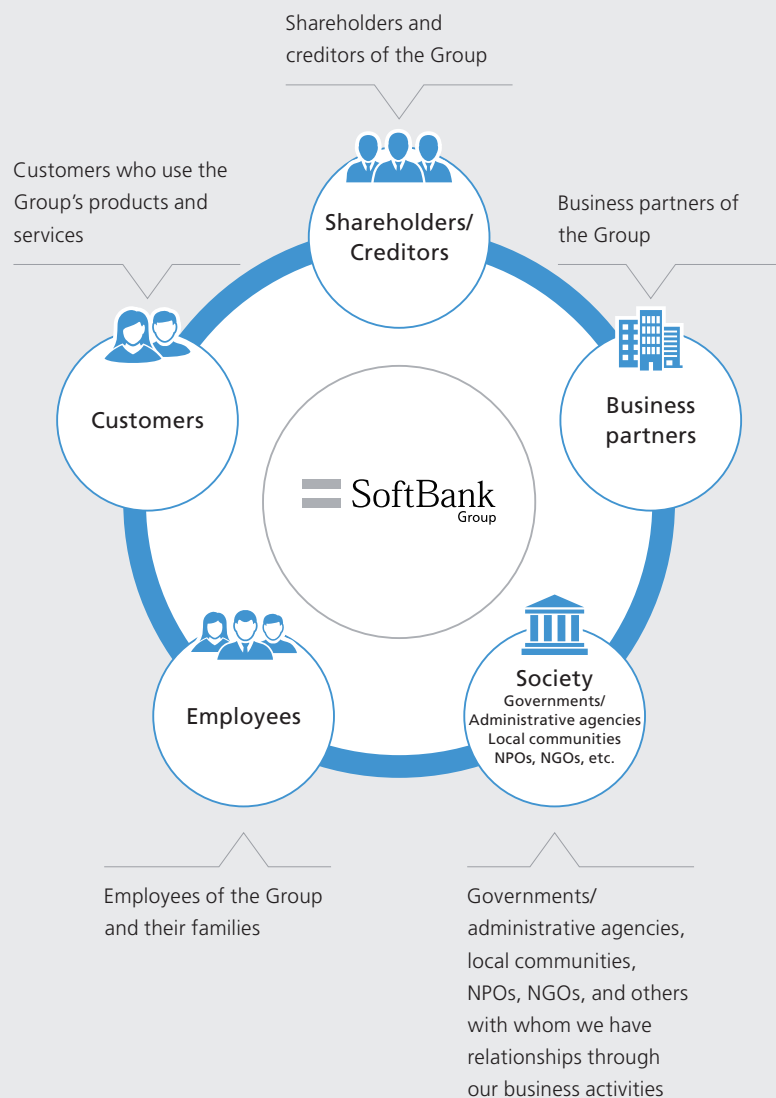 Shareholders and
creditors of the Group
Customers who use the
Group's products and
services
Business partners of
the Group
Shareholders/
Creditors
Customers
Business
partners
SoftBank
Group
Employees
Society
Governments/
Administrative agencies
Local communities
NPOs, NGOs, etc.
Employees of the Group
and their families
Governments/
administrative agencies,
local communities,
NPOs, NGOs, and others
with whom we have
relationships through
our business activities